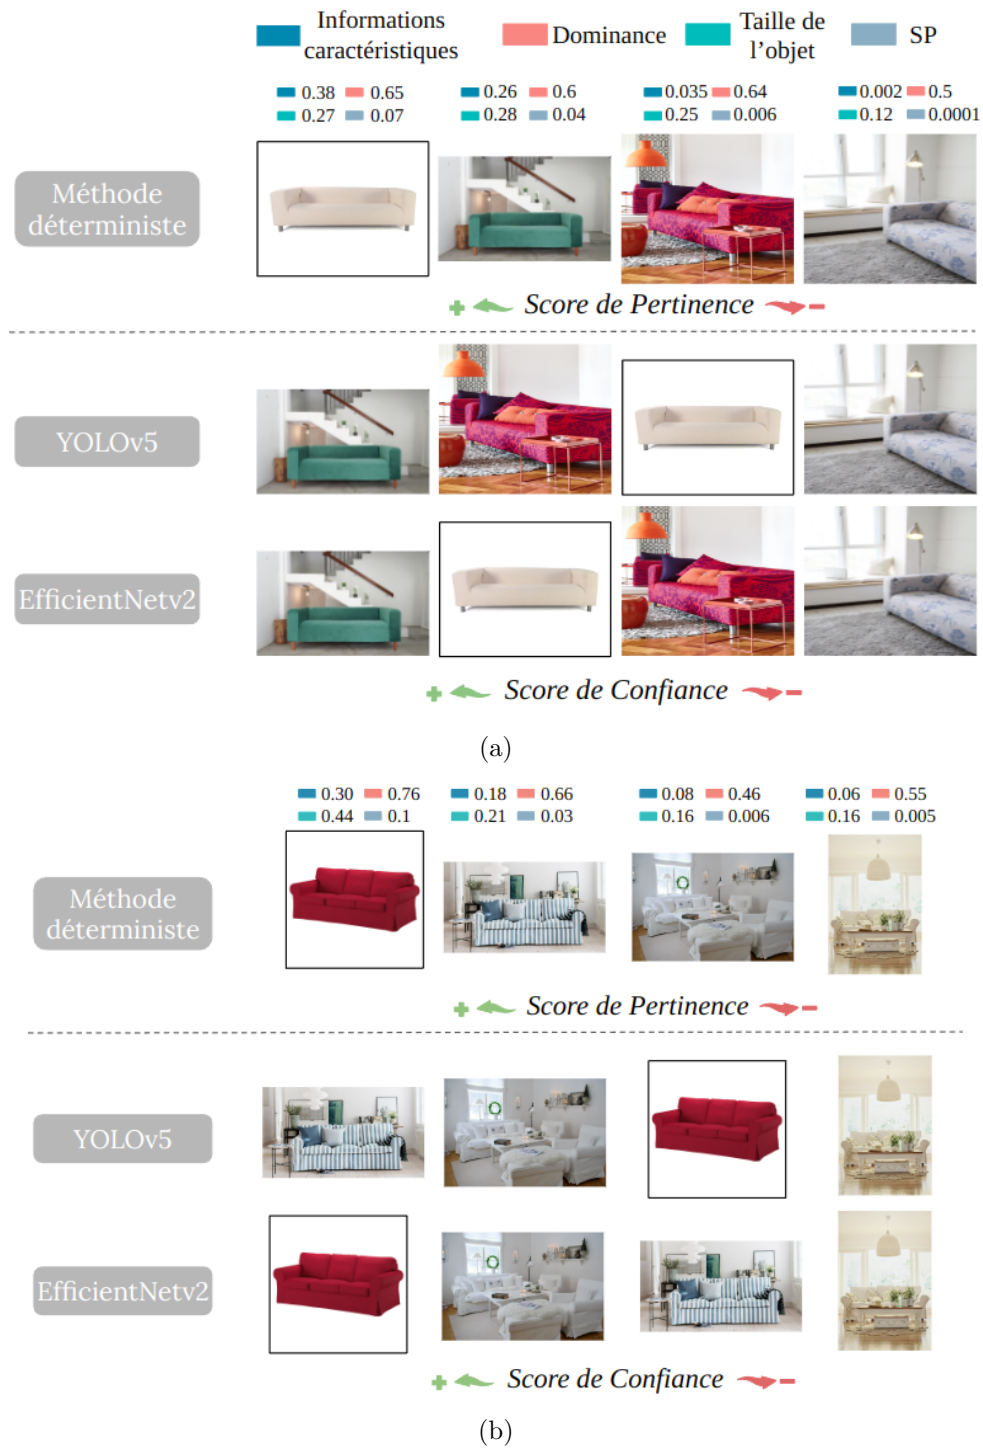 Informations
caractéristiques
Dominance
Taille de
l’objet
SP
0.38 0.65
0.27 0.07
0.26 0.6
0.28 0.04
0.035 0.64
0.25 0.006
0.002 0.5
0.12 0.0001
Méthode
déterministe
+ Score de Pertinence −
YOLOv5
EfficientNetv2
+ Score de Confiance −
(a)
0.30 0.76
0.44 0.1
0.18 0.66
0.21 0.03
0.08 0.46
0.16 0.006
0.06 0.55
0.16 0.005
Méthode
déterministe
+ Score de Pertinence −
YOLOv5
EfficientNetv2
+ Score de Confiance −
(b)